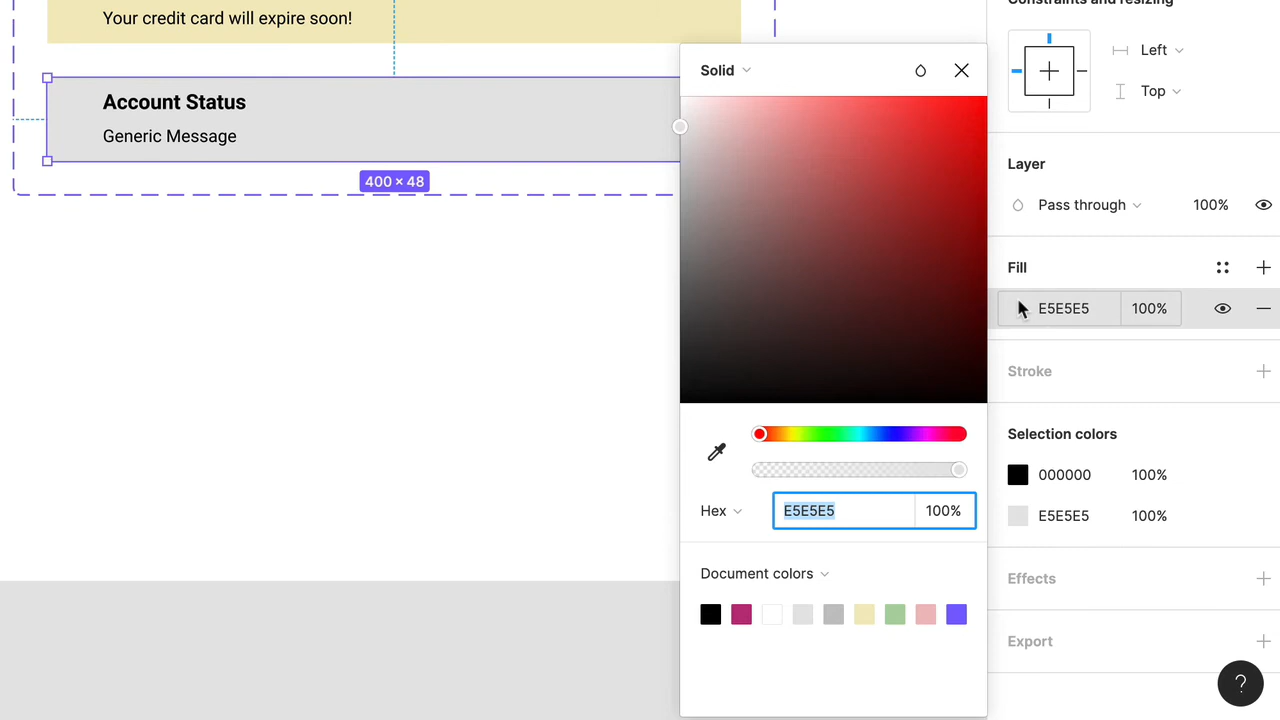 Constraints and resizing
Your credit card will expire soon!
Left
Solid
Top
Account Status
Generic Message
400 × 48
Layer
Pass through
100%
Fill
E5E5E5
100%
Stroke
Selection colors
000000
100%
Hex
E5E5E5
100%
E5E5E5
100%
Document colors
Effects
Export
?